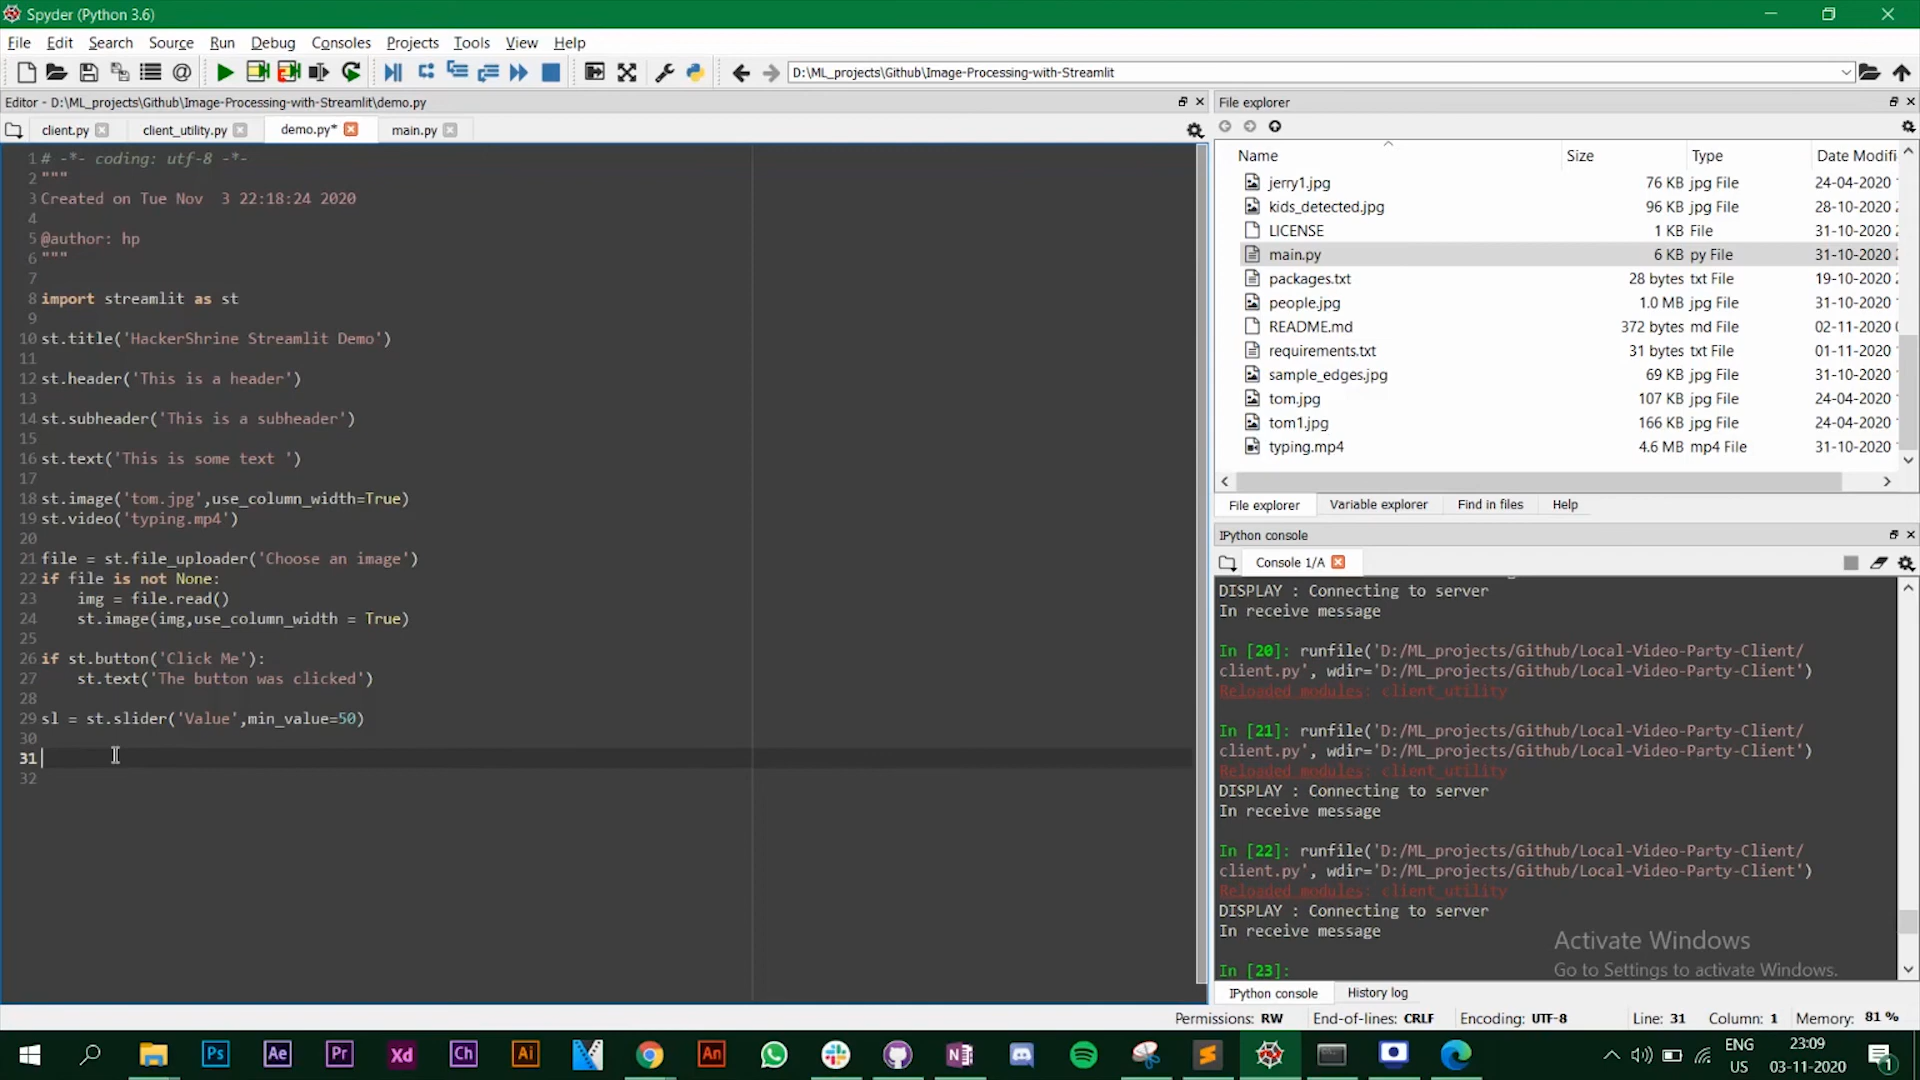 Spyder (Python 3.6)
File Edit Search Source Run Debug Consoles Projects Tools View Help
D:\ML_projects\Github\Image-Processing-with-Streamlit
Editor - D:\ML_projects\Github\Image-Processing-with-Streamlit\demo.py
client.py client_utility.py demo.py* main.py
1 # -*- coding: utf-8 -*-
2 """
3 Created on Tue Nov  3 22:18:24 2020
4
5 @author: hp
6 """
7
8 import streamlit as st
9
10 st.title('HackerShrine Streamlit Demo')
11
12 st.header('This is a header')
13
14 st.subheader('This is a subheader')
15
16 st.text('This is some text ')
17
18 st.image('tom.jpg',use_column_width=True)
19 st.video('typing.mp4')
20
21 file = st.file_uploader('Choose an image')
22 if file is not None:
23     img = file.read()
24     st.image(img,use_column_width = True)
25
26 if st.button('Click Me'):
27     st.text('The button was clicked')
28
29 sl = st.slider('Value',min_value=50)
30
31
32
File explorer
Name Size Type Date Modifi
jerry1.jpg 76 KB jpg File 24-04-2020
kids_detected.jpg 96 KB jpg File 28-10-2020
LICENSE 1 KB File 31-10-2020
main.py 6 KB py File 31-10-2020
packages.txt 28 bytes txt File 19-10-2020
people.jpg 1.0 MB jpg File 31-10-2020
README.md 372 bytes md File 02-11-2020
requirements.txt 31 bytes txt File 01-11-2020
sample_edges.jpg 69 KB jpg File 31-10-2020
tom.jpg 107 KB jpg File 24-04-2020
tom1.jpg 166 KB jpg File 24-04-2020
typing.mp4 4.6 MB mp4 File 31-10-2020
File explorer Variable explorer Find in files Help
IPython console
Console 1/A
DISPLAY : Connecting to server
In receive message
In [20]: runfile('D:/ML_projects/Github/Local-Video-Party-Client/
client.py', wdir='D:/ML_projects/Github/Local-Video-Party-Client')
Reloaded modules: client_utility
In [21]: runfile('D:/ML_projects/Github/Local-Video-Party-Client/
client.py', wdir='D:/ML_projects/Github/Local-Video-Party-Client')
Reloaded modules: client_utility
DISPLAY : Connecting to server
In receive message
In [22]: runfile('D:/ML_projects/Github/Local-Video-Party-Client/
client.py', wdir='D:/ML_projects/Github/Local-Video-Party-Client')
Reloaded modules: client_utility
DISPLAY : Connecting to server
In receive message
In [23]:
Activate Windows
Go to Settings to activate Windows.
IPython console History log
Permissions: RW End-of-lines: CRLF Encoding: UTF-8 Line: 31 Column: 1 Memory: 81 %
Ps Ae Pr Xd Ch Ai An
ENG
US
23:09
03-11-2020
1